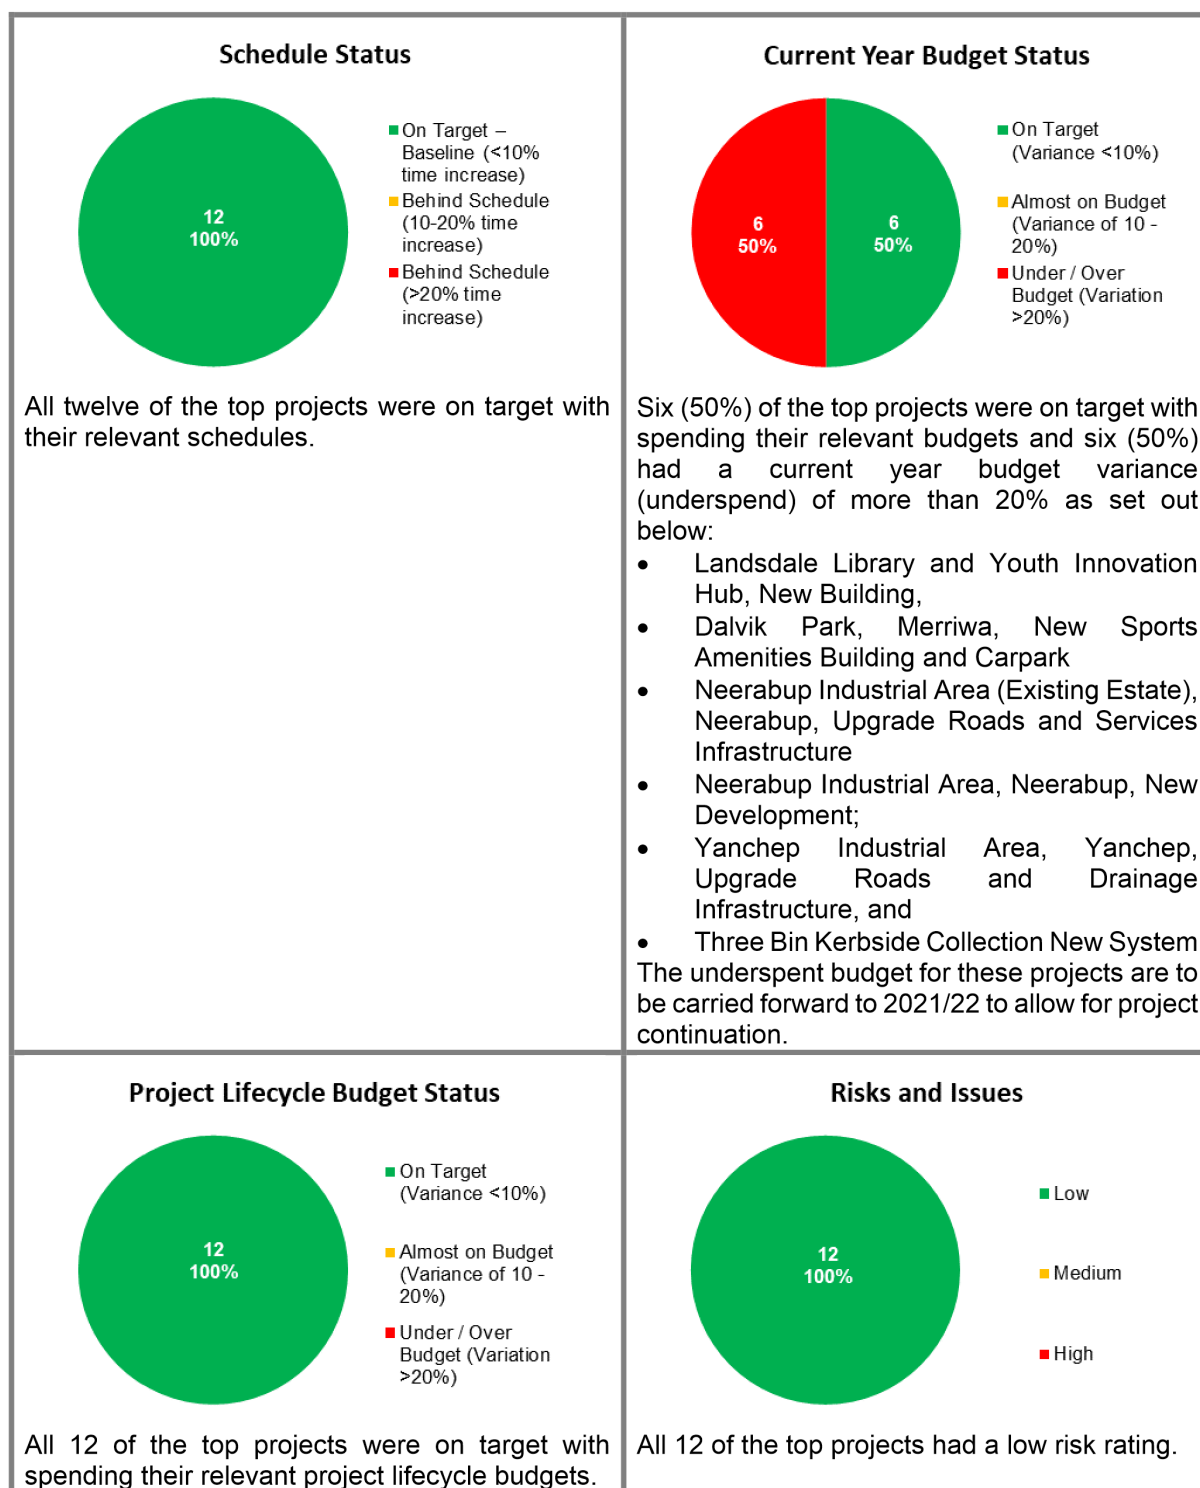 Schedule Status
12
100%
On Target –
Baseline (<10%
time increase)
Behind Schedule
(10-20% time
increase)
Behind Schedule
(>20% time
increase)
All twelve of the top projects were on target with
their relevant schedules.
Current Year Budget Status
6
50%
6
50%
On Target
(Variance <10%)
Almost on Budget
(Variance of 10 -
20%)
Under / Over
Budget (Variation
>20%)
Six (50%) of the top projects were on target with
spending their relevant budgets and six (50%)
had a current year budget variance
(underspend) of more than 20% as set out
below:
• Landsdale Library and Youth Innovation
Hub, New Building,
• Dalvik Park, Merriwa, New Sports
Amenities Building and Carpark
• Neerabup Industrial Area (Existing Estate),
Neerabup, Upgrade Roads and Services
Infrastructure
• Neerabup Industrial Area, Neerabup, New
Development;
• Yanchep Industrial Area, Yanchep,
Upgrade Roads and Drainage
Infrastructure, and
• Three Bin Kerbside Collection New System
The underspent budget for these projects are to
be carried forward to 2021/22 to allow for project
continuation.
Project Lifecycle Budget Status
12
100%
On Target
(Variance <10%)
Almost on Budget
(Variance of 10 -
20%)
Under / Over
Budget (Variation
>20%)
All 12 of the top projects were on target with
spending their relevant project lifecycle budgets.
Risks and Issues
12
100%
Low
Medium
High
All 12 of the top projects had a low risk rating.